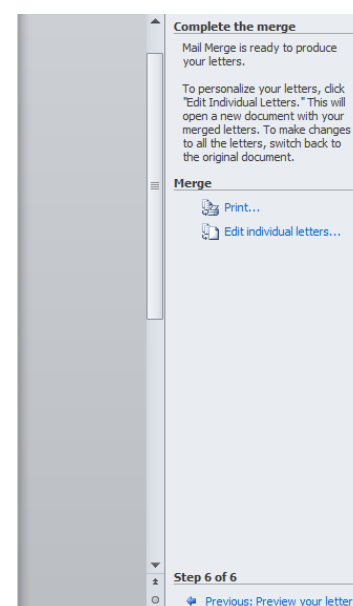 Complete the merge
Mail Merge is ready to produce
your letters.
To personalize your letters, click
"Edit Individual Letters." This will
open a new document with your
merged letters. To make changes
to all the letters, switch back to
the original document.
Merge
Print...
Edit individual letters...
Step 6 of 6
Previous: Preview your letter